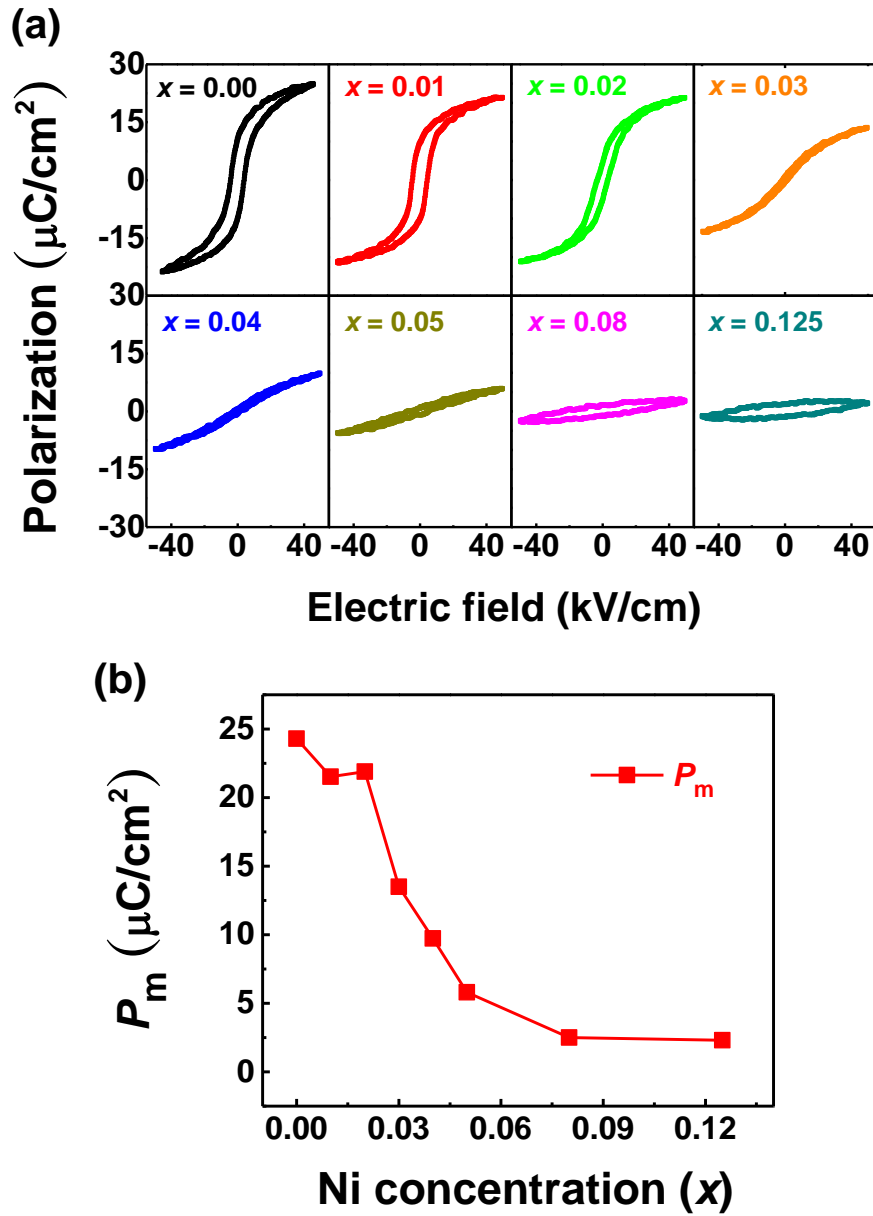 (a)
Polarization (μC/cm²)
30
15
0
-15
30
15
0
-15
-30
x = 0.00
x = 0.01
x = 0.02
x = 0.03
x = 0.04
x = 0.05
x = 0.08
x = 0.125
-40 0 40 -40 0 40 -40 0 40 -40 0 40
Electric field (kV/cm)
(b)
Pm (μC/cm²)
25
20
15
10
5
0
Pm
0.00 0.03 0.06 0.09 0.12
Ni concentration (x)